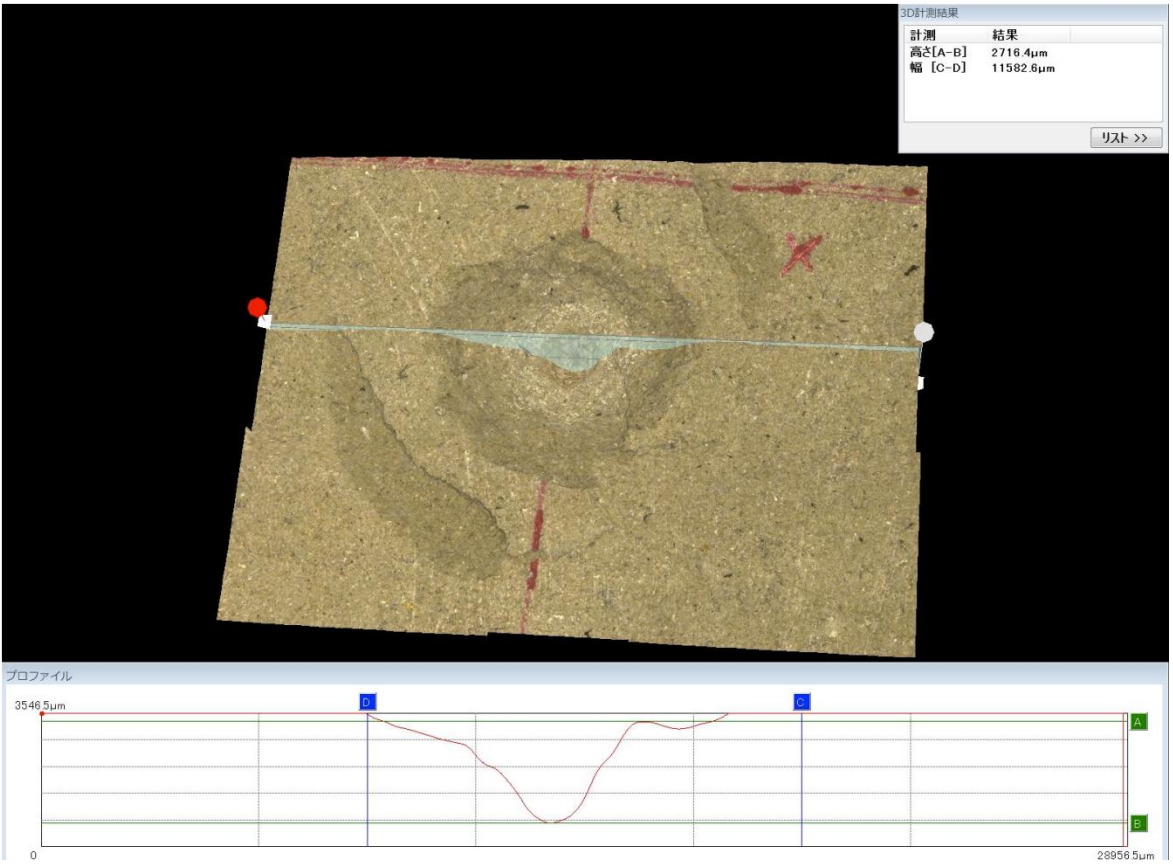 3D計測結果
計測 結果
高さ[A-B] 2716.4μm
幅 [C-D] 11582.6μm
リスト >>
プロファイル
3546.5μm
D
C
A
B
0
28956.5μm